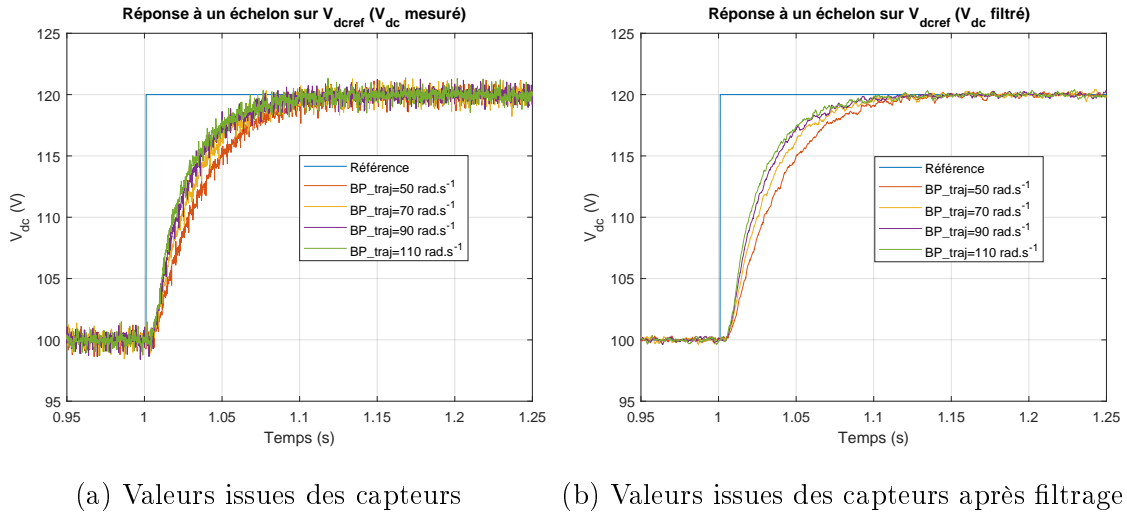 Réponse à un échelon sur V_dcref (V_dc mesuré)
125
120
115
110
105
100
95
V_dc (V)
0.95
1
1.05
1.1
1.15
1.2
1.25
Temps (s)
Référence
BP_traj=50 rad.s⁻¹
BP_traj=70 rad.s⁻¹
BP_traj=90 rad.s⁻¹
BP_traj=110 rad.s⁻¹
(a) Valeurs issues des capteurs
Réponse à un échelon sur V_dcref (V_dc filtré)
125
120
115
110
105
100
95
V_dc (V)
0.95
1
1.05
1.1
1.15
1.2
1.25
Temps (s)
Référence
BP_traj=50 rad.s⁻¹
BP_traj=70 rad.s⁻¹
BP_traj=90 rad.s⁻¹
BP_traj=110 rad.s⁻¹
(b) Valeurs issues des capteurs après filtrage